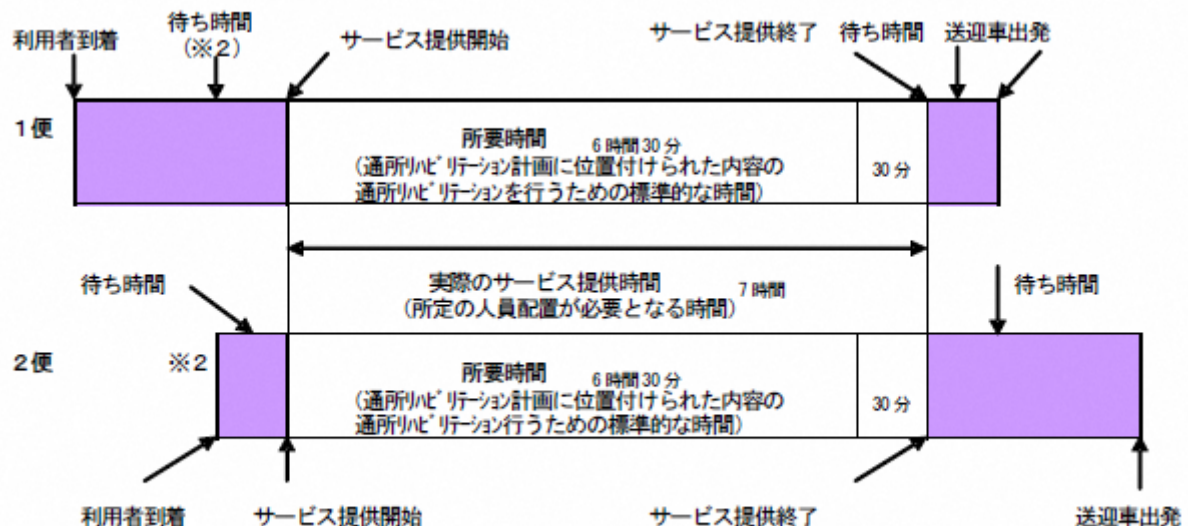 利用者到着
待ち時間
(※2)
サービス提供開始
サービス提供終了
待ち時間
送迎車出発
1便
所要時間 6時間30分
(通所リハビリテーション計画に位置付けられた内容の
通所リハビリテーションを行うための標準的な時間)
30分
実際のサービス提供時間 7時間
(所定の人員配置が必要となる時間)
待ち時間
待ち時間
2便
※2
所要時間 6時間30分
(通所リハビリテーション計画に位置付けられた内容の
通所リハビリテーション行うための標準的な時間)
30分
利用者到着
サービス提供開始
サービス提供終了
送迎車出発